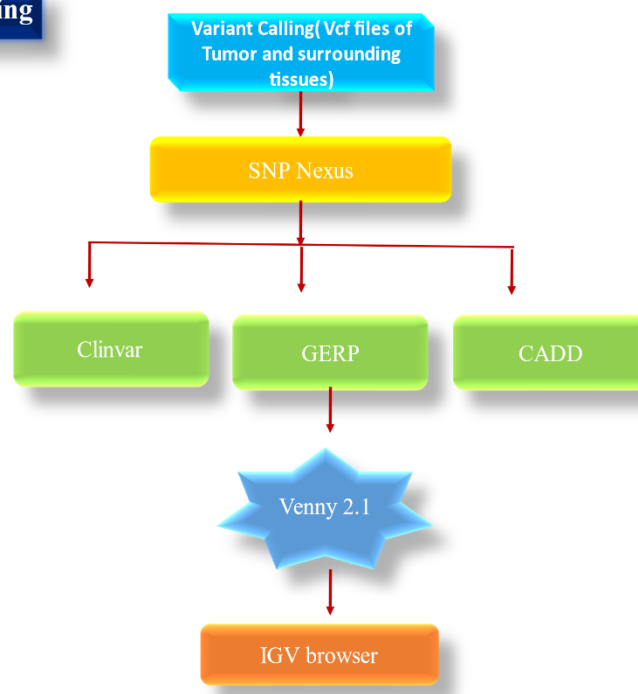 ing
Variant Calling( Vcf files of
Tumor and surrounding
tissues)
SNP Nexus
Clinvar
GERP
CADD
Venny 2.1
IGV browser